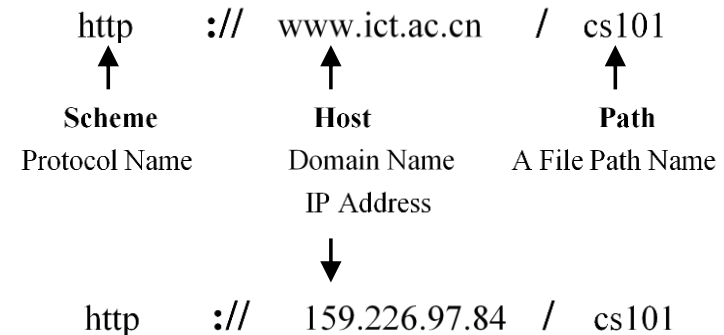 http :// www.ict.ac.cn / cs101
Scheme Host Path
Protocol Name Domain Name A File Path Name
IP Address
http :// 159.226.97.84 / cs101